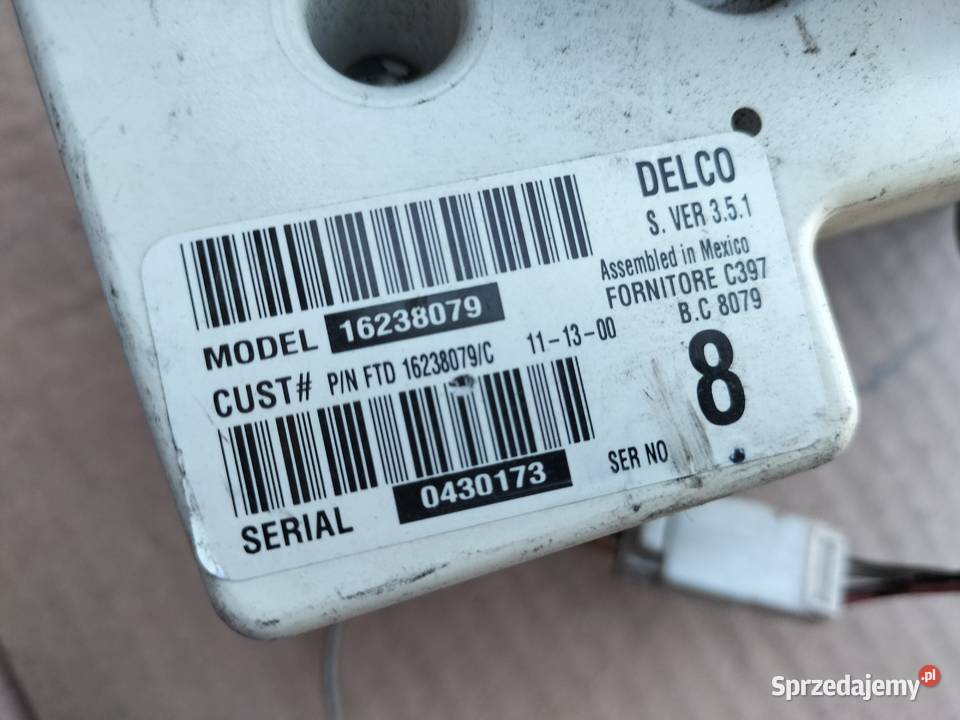 DELCO
S. VER 3.5.1
Assembled in Mexico
FORNITORE C397
B.C 8079
MODEL 16238079
CUST# P/N FTD 16238079/C 11-13-00
8
SERIAL 0430173
SER NO
Sprzedajemy.pl